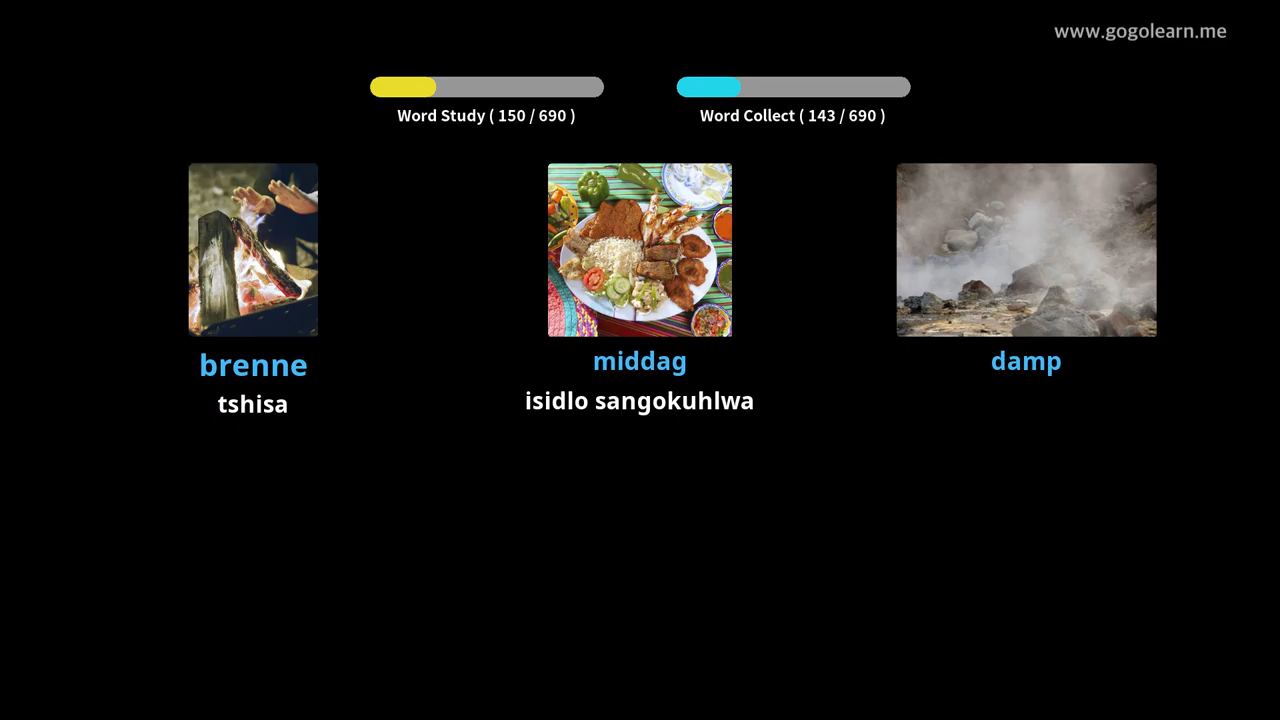 www.gogolearn.me
Word Study ( 150 / 690 )
Word Collect ( 143 / 690 )
brenne
tshisa
middag
isidlo sangokuhlwa
damp